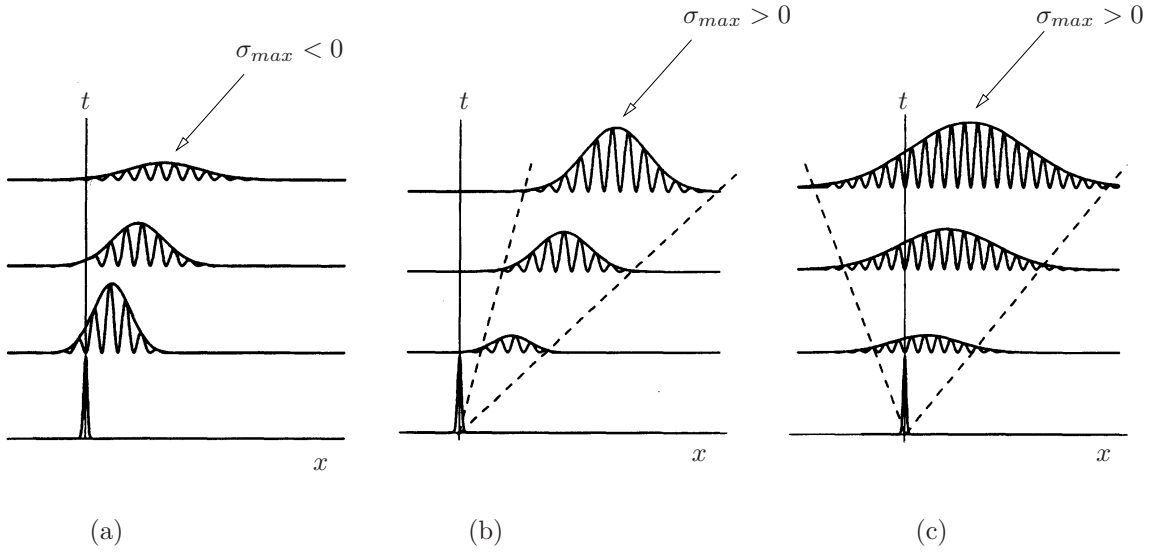 σ_max < 0
t
x
(a)
σ_max > 0
t
x
(b)
σ_max > 0
t
x
(c)